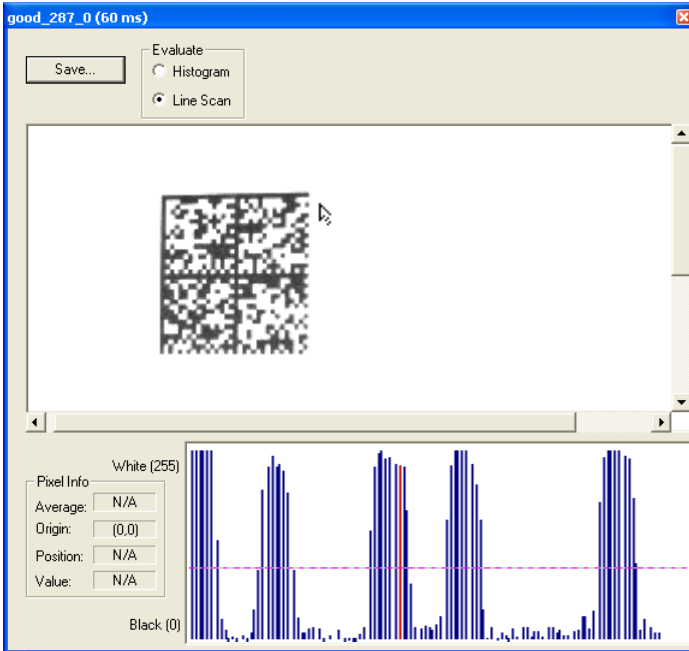 good_287_0 (60 ms)
Save...
Evaluate
Histogram
Line Scan
White (255)
Pixel Info
Average: N/A
Origin: (0,0)
Position: N/A
Value: N/A
Black (0)